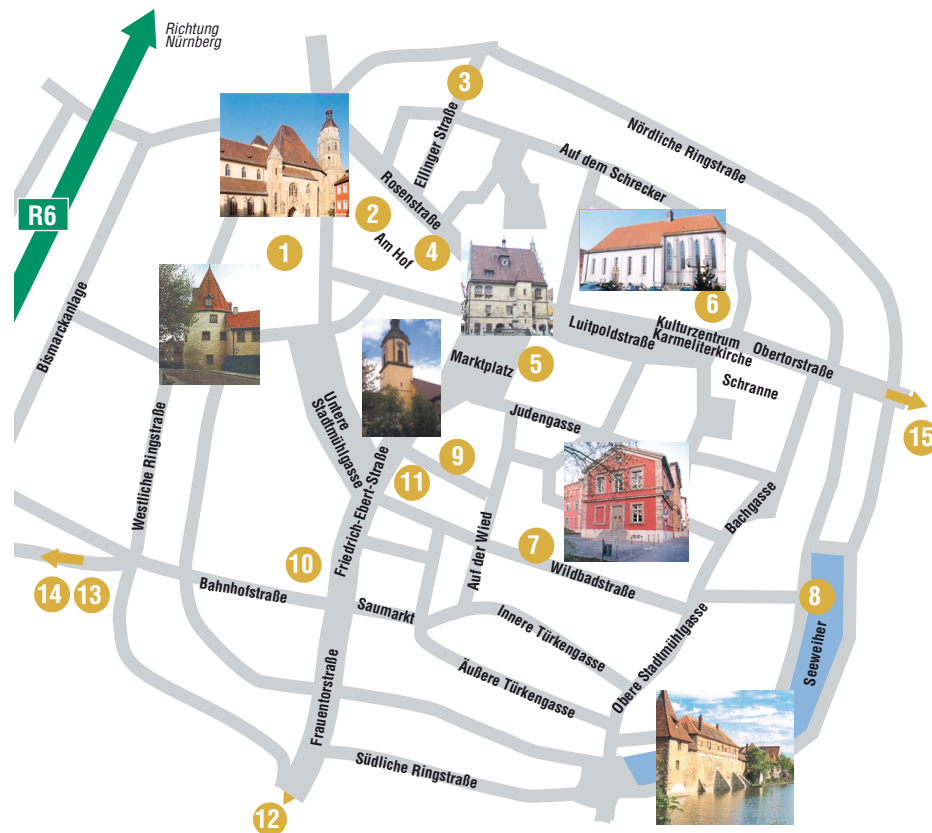 Richtung
Nürnberg
3
Nördliche Ringstraße
Ellinger Straße
Auf dem Schrecker
R6
Rosenstraße
2
4
Am Hof
1
6
Bismarckanlage
Luitpoldstraße
Kulturzentrum
Karmeliterkirche
Obertorstraße
Marktplatz
5
Schranne
Untere
Stadtmühlgasse
Judengasse
15
Westliche Ringstraße
9
11
Friedrich-Ebert-Straße
Bachgasse
Auf der Wied
7
10
Wildbadstraße
14
13
Bahnhofstraße
Saumarkt
8
Innere Türkengasse
Obere Stadtmühlgasse
Seeweiher
Äußere Türkengasse
Frauentorstraße
Südliche Ringstraße
12